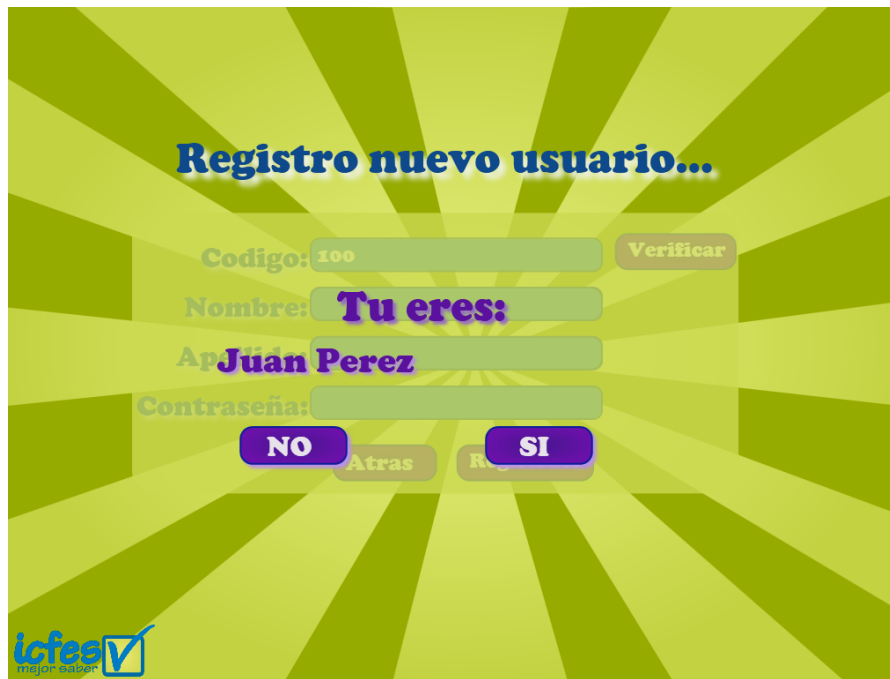 Registro nuevo usuario...
Codigo: 100 Verificar
Nombre: Tu eres:
Juan Perez
Contraseña:
NO SI
Atras
icfes
mejor saber